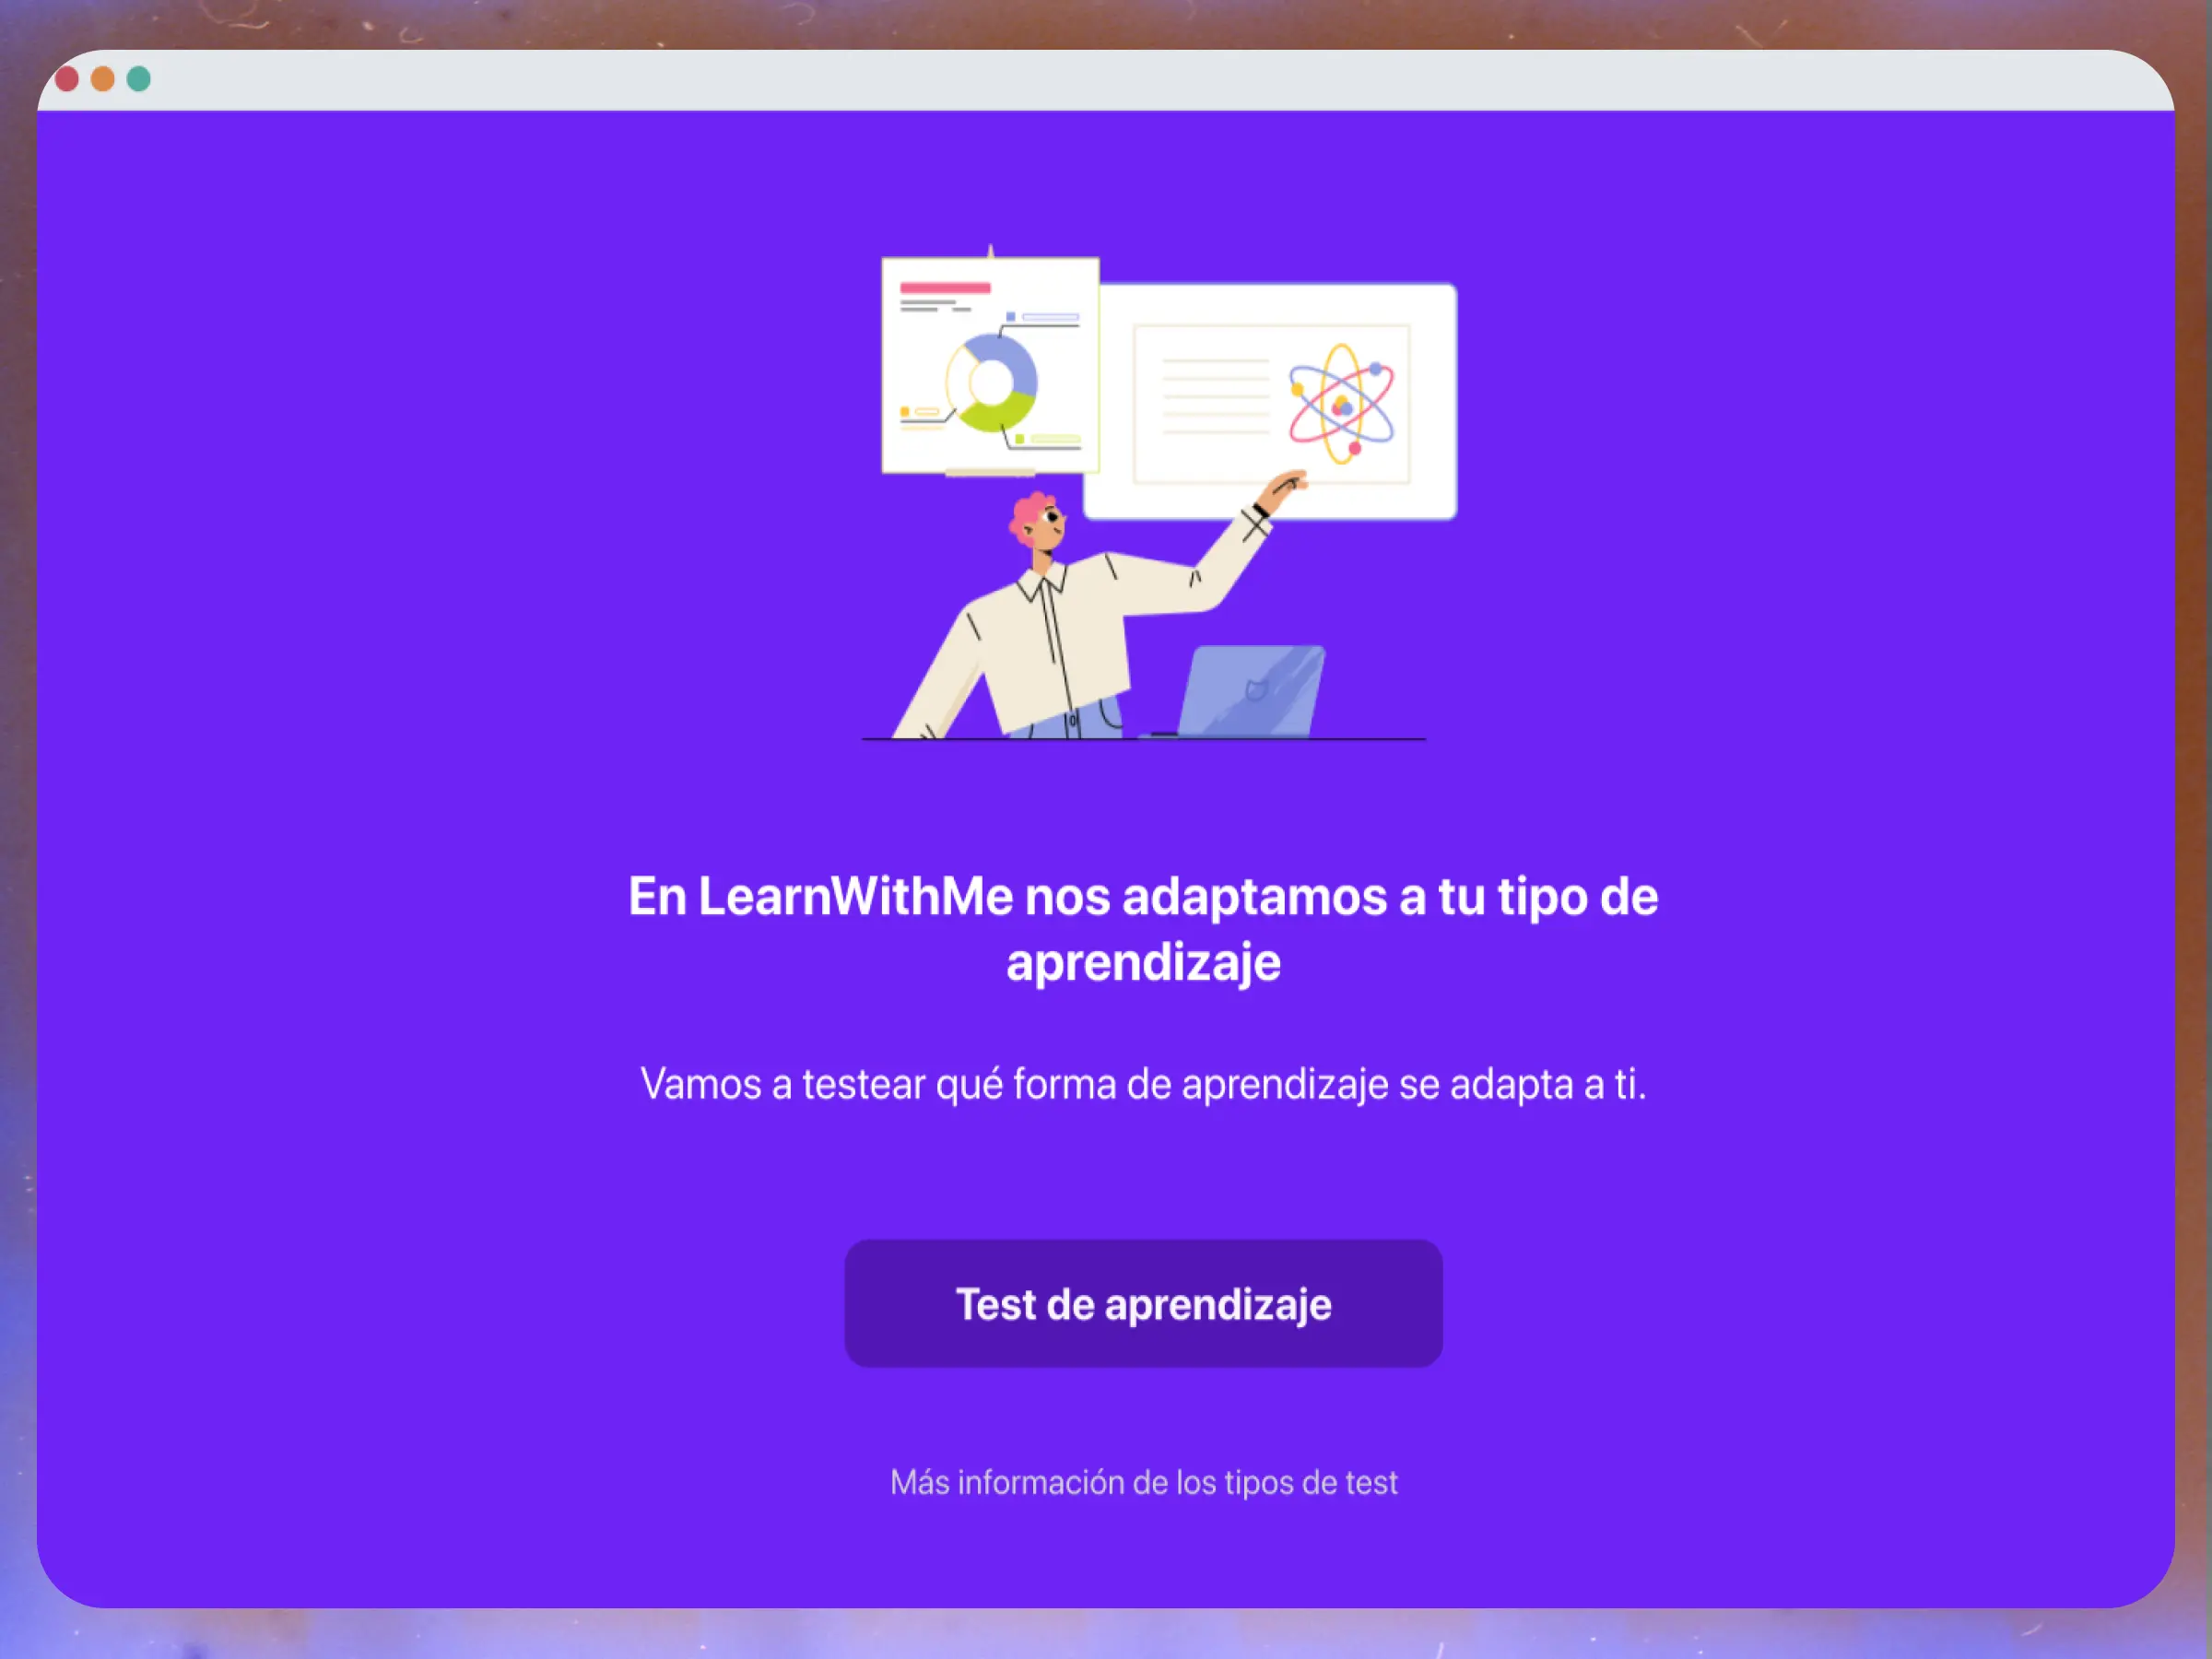 En LearnWithMe nos adaptamos a tu tipo de
aprendizaje
Vamos a testear qué forma de aprendizaje se adapta a ti.
Test de aprendizaje
Más información de los tipos de test